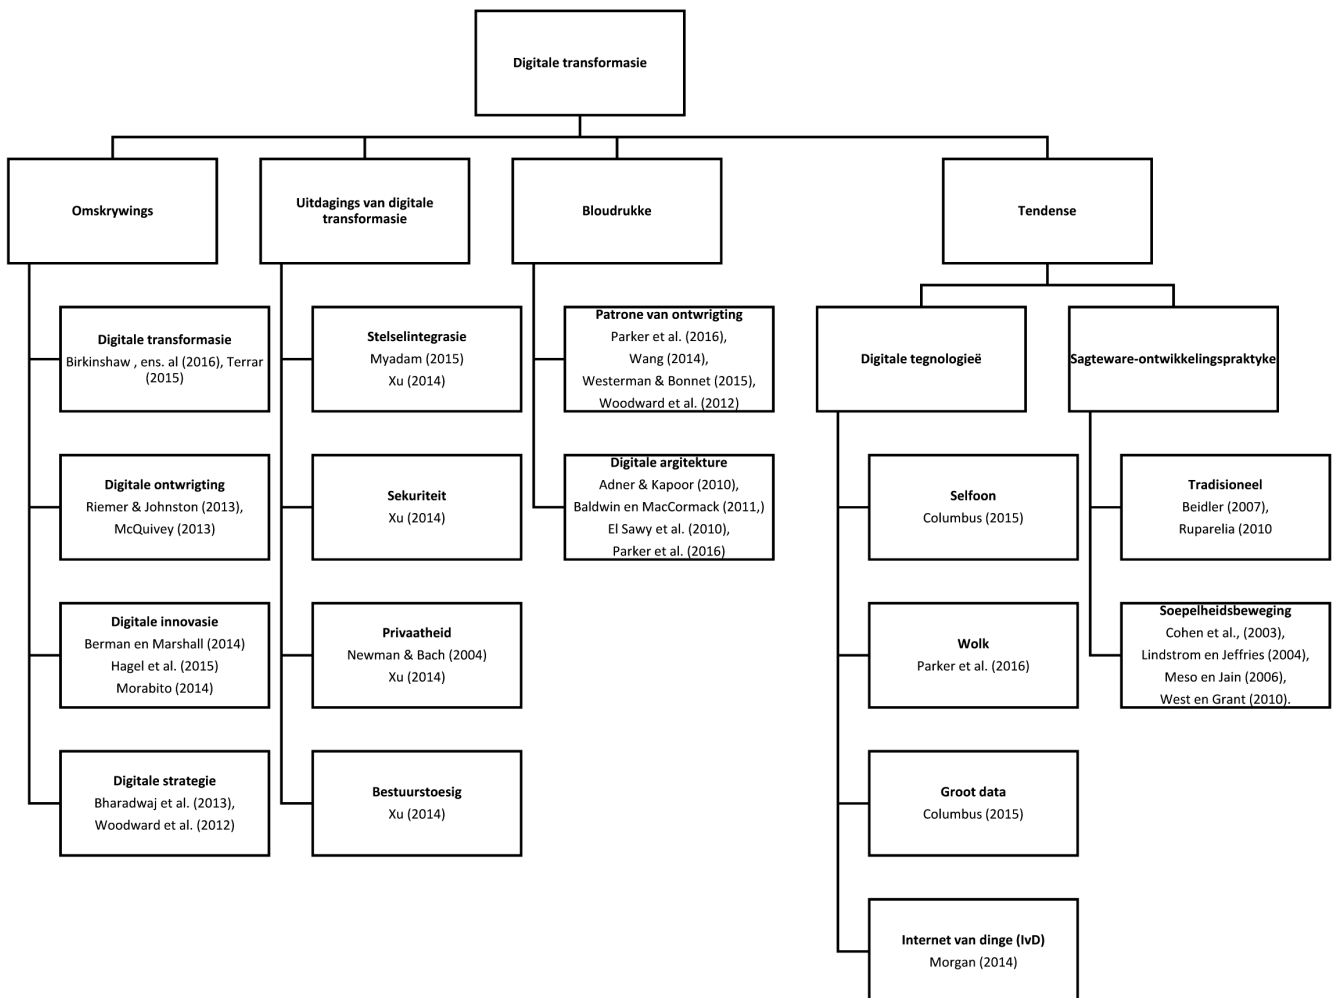 Digitale transformasie
Omskrywings
Digitale transformasie
Birkinshaw , ens. al (2016), Terrar
(2015)
Digitale ontwrigting
Riemer & Johnston (2013),
McQuivey (2013)
Digitale innovasie
Berman en Marshall (2014)
Hagel et al. (2015)
Morabito (2014)
Digitale strategie
Bharadwaj et al. (2013),
Woodward et al. (2012)
Uitdagings van digitale
transformasie
Stelselintegrasie
Myadam (2015)
Xu (2014)
Sekuriteit
Xu (2014)
Privaatheid
Newman & Bach (2004)
Xu (2014)
Bestuurstoesig
Xu (2014)
Bloudrukke
Patrone van ontwrigting
Parker et al. (2016),
Wang (2014),
Westerman & Bonnet (2015),
Woodward et al. (2012)
Digitale argitekture
Adner & Kapoor (2010),
Baldwin en MacCormack (2011,)
El Sawy et al. (2010),
Parker et al. (2016)
Tendense
Digitale tegnologieë
Selfoon
Columbus (2015)
Wolk
Parker et al. (2016)
Groot data
Columbus (2015)
Internet van dinge (IvD)
Morgan (2014)
Sagteware-ontwikkelingspraktyke
Tradisioneel
Beidler (2007),
Ruparelia (2010
Soepelheidsbeweging
Cohen et al., (2003),
Lindstrom en Jeffries (2004),
Meso en Jain (2006),
West en Grant (2010).